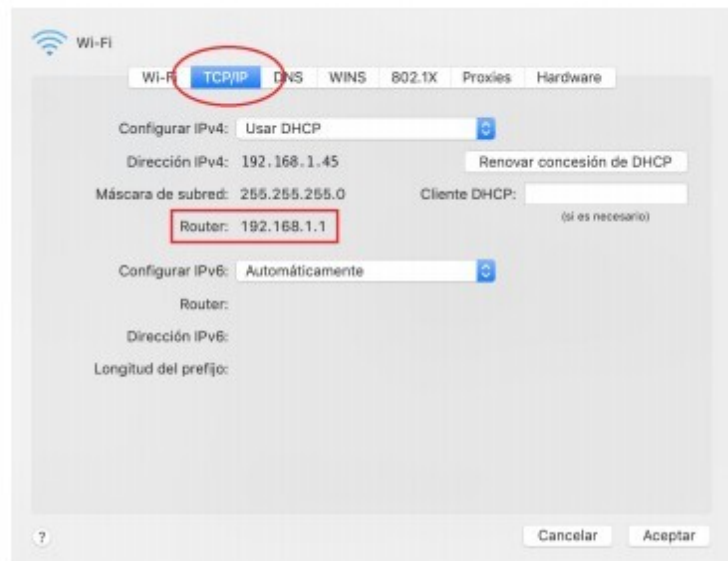 Wi-Fi
Wi-Fi TCP/IP DNS WINS 802.1X Proxies Hardware
Configurar IPv4: Usar DHCP
Dirección IPv4: 192.168.1.45 Renovar concesión de DHCP
Máscara de subred: 255.255.255.0 Cliente DHCP:
(si es necesario)
Router: 192.168.1.1
Configurar IPv6: Automáticamente
Router:
Dirección IPv6:
Longitud del prefijo:
? Cancelar Aceptar